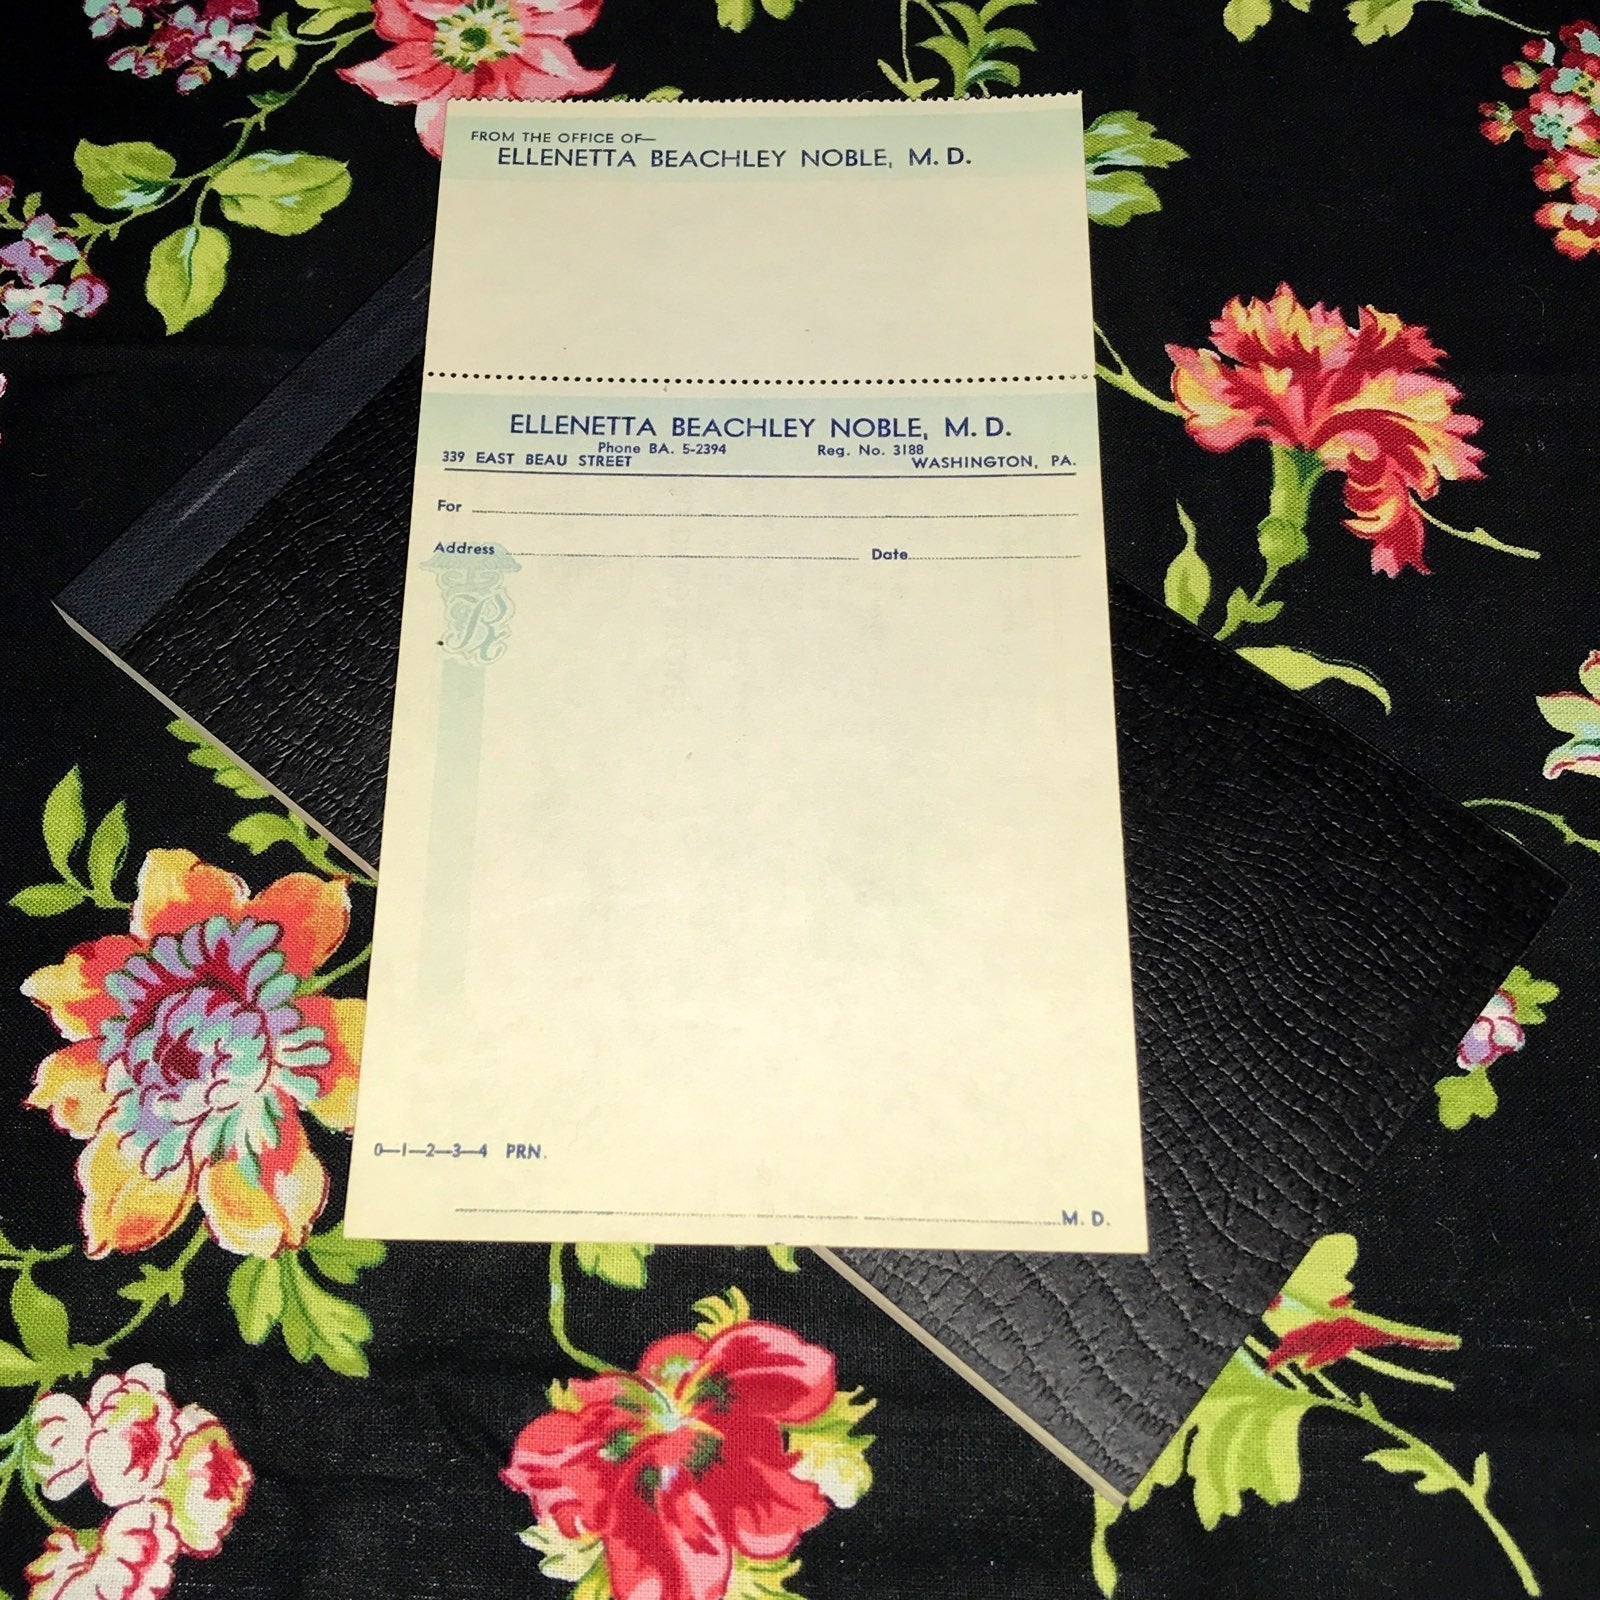 FROM THE OFFICE OF—
ELLENETTA BEACHLEY NOBLE, M. D.
ELLENETTA BEACHLEY NOBLE, M. D.
Phone BA. 5-2394 Reg. No. 3188
339 EAST BEAU STREET WASHINGTON, PA.
For
Address Date
Rx
0—1—2—3—4 PRN.
M. D.